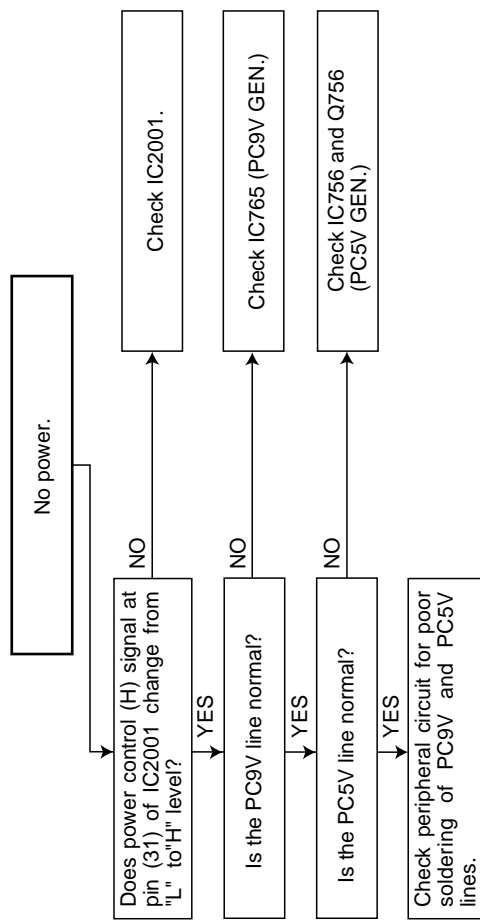 No power.
Does power control (H) signal at
pin (31) of IC2001 change from
"L" to"H" level?
NO
Check IC2001.
YES
Is the PC9V line normal?
NO
Check IC765 (PC9V GEN.)
YES
Is the PC5V line normal?
NO
Check IC756 and Q756
(PC5V GEN.)
YES
Check peripheral circuit for poor
soldering of PC9V and PC5V
lines.